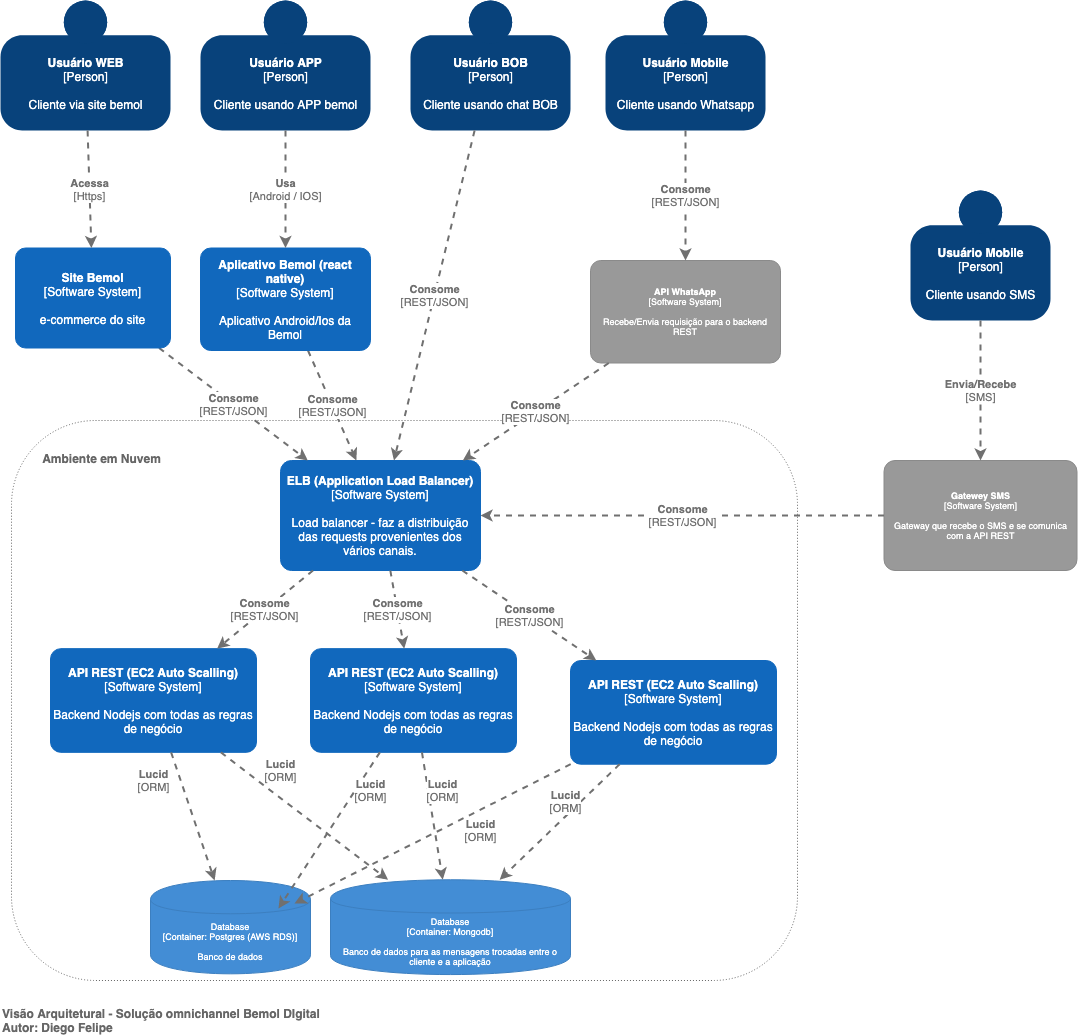 Usuário WEB
[Person]
Cliente via site bemol
Usuário APP
[Person]
Cliente usando APP bemol
Usuário BOB
[Person]
Cliente usando chat BOB
Usuário Mobile
[Person]
Cliente usando Whatsapp
Acessa
[Https]
Usa
[Android / IOS]
Consome
[REST/JSON]
Usuário Mobile
[Person]
Cliente usando SMS
Site Bemol
[Software System]
e-commerce do site
Aplicativo Bemol (react
native)
[Software System]
Aplicativo Android/Ios da
Bemol
Consome
[REST/JSON]
API WhatsApp
[Software System]
Recebe/Envia requisição para o backend
REST
Envia/Recebe
[SMS]
Consome
[REST/JSON]
Consome
[REST/JSON]
Consome
[REST/JSON]
Ambiente em Nuvem
ELB (Application Load Balancer)
[Software System]
Load balancer - faz a distribuição
das requests provenientes dos
vários canais.
Consome
[REST/JSON]
Gatewey SMS
[Software System]
Gateway que recebe o SMS e se comunica
com a API REST
Consome
[REST/JSON]
Consome
[REST/JSON]
Consome
[REST/JSON]
API REST (EC2 Auto Scalling)
[Software System]
Backend Nodejs com todas as regras
de negócio
API REST (EC2 Auto Scalling)
[Software System]
Backend Nodejs com todas as regras
de negócio
API REST (EC2 Auto Scalling)
[Software System]
Backend Nodejs com todas as regras
de negócio
Lucid
[ORM]
Lucid
[ORM]
Lucid
[ORM]
Lucid
[ORM]
Lucid
[ORM]
Lucid
[ORM]
Database
[Container: Postgres (AWS RDS)]
Banco de dados
Database
[Container: Mongodb]
Banco de dados para as mensagens trocadas entre o
cliente e a aplicação
Visão Arquitetural - Solução omnichannel Bemol DIgital
Autor: Diego Felipe